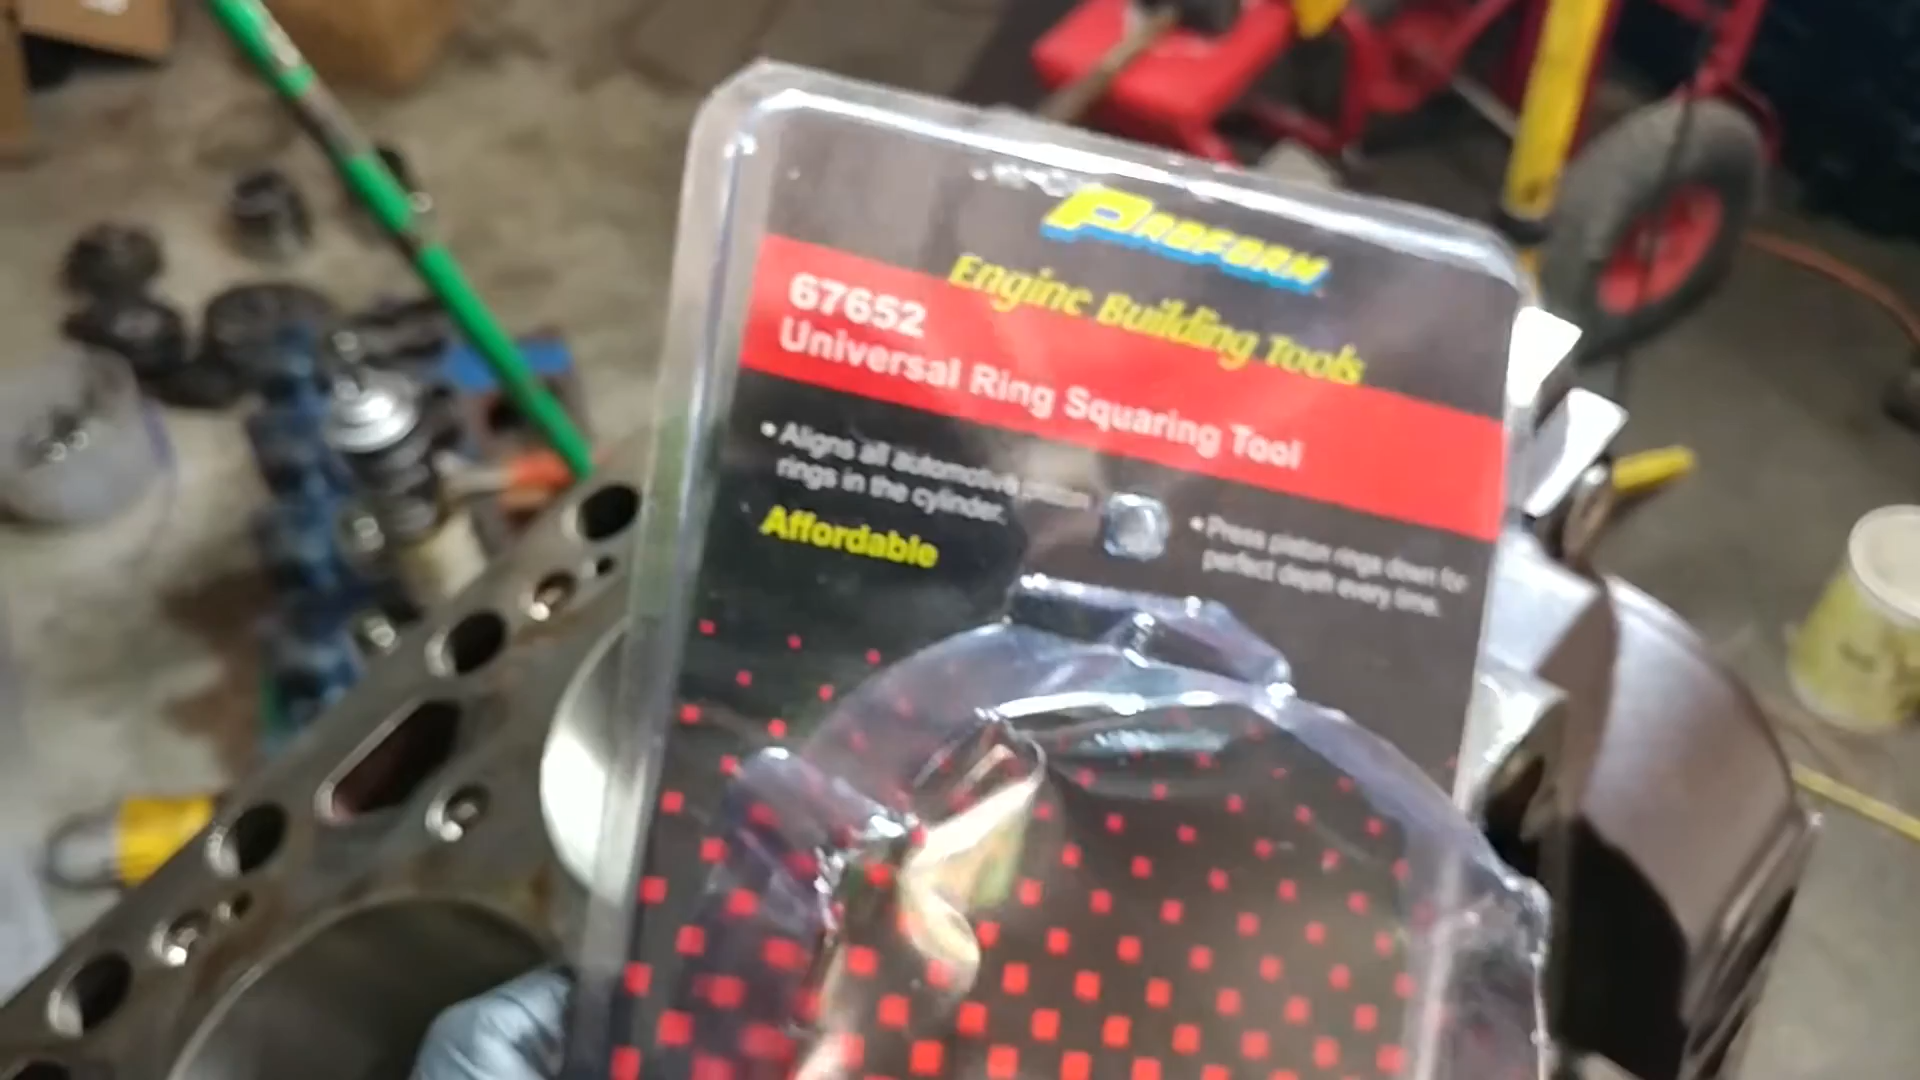 PROFORM
Engine Building Tools
67652
Universal Ring Squaring Tool
• Aligns all automotive piston
rings in the cylinder.
Affordable
• Press piston rings down for
perfect depth every time.